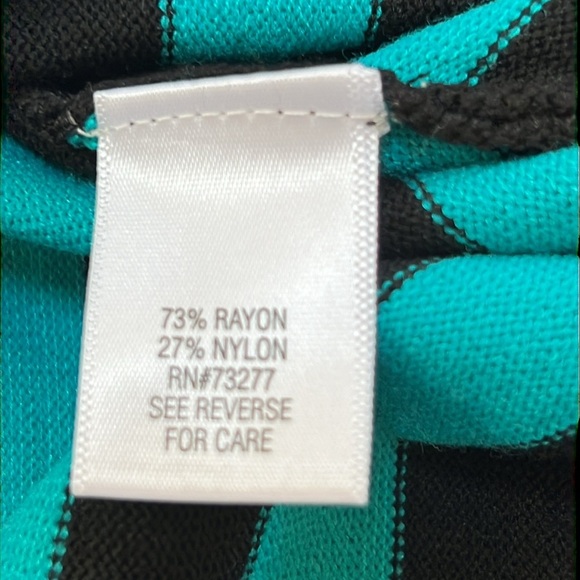 73% RAYON
27% NYLON
RN#73277
SEE REVERSE
FOR CARE